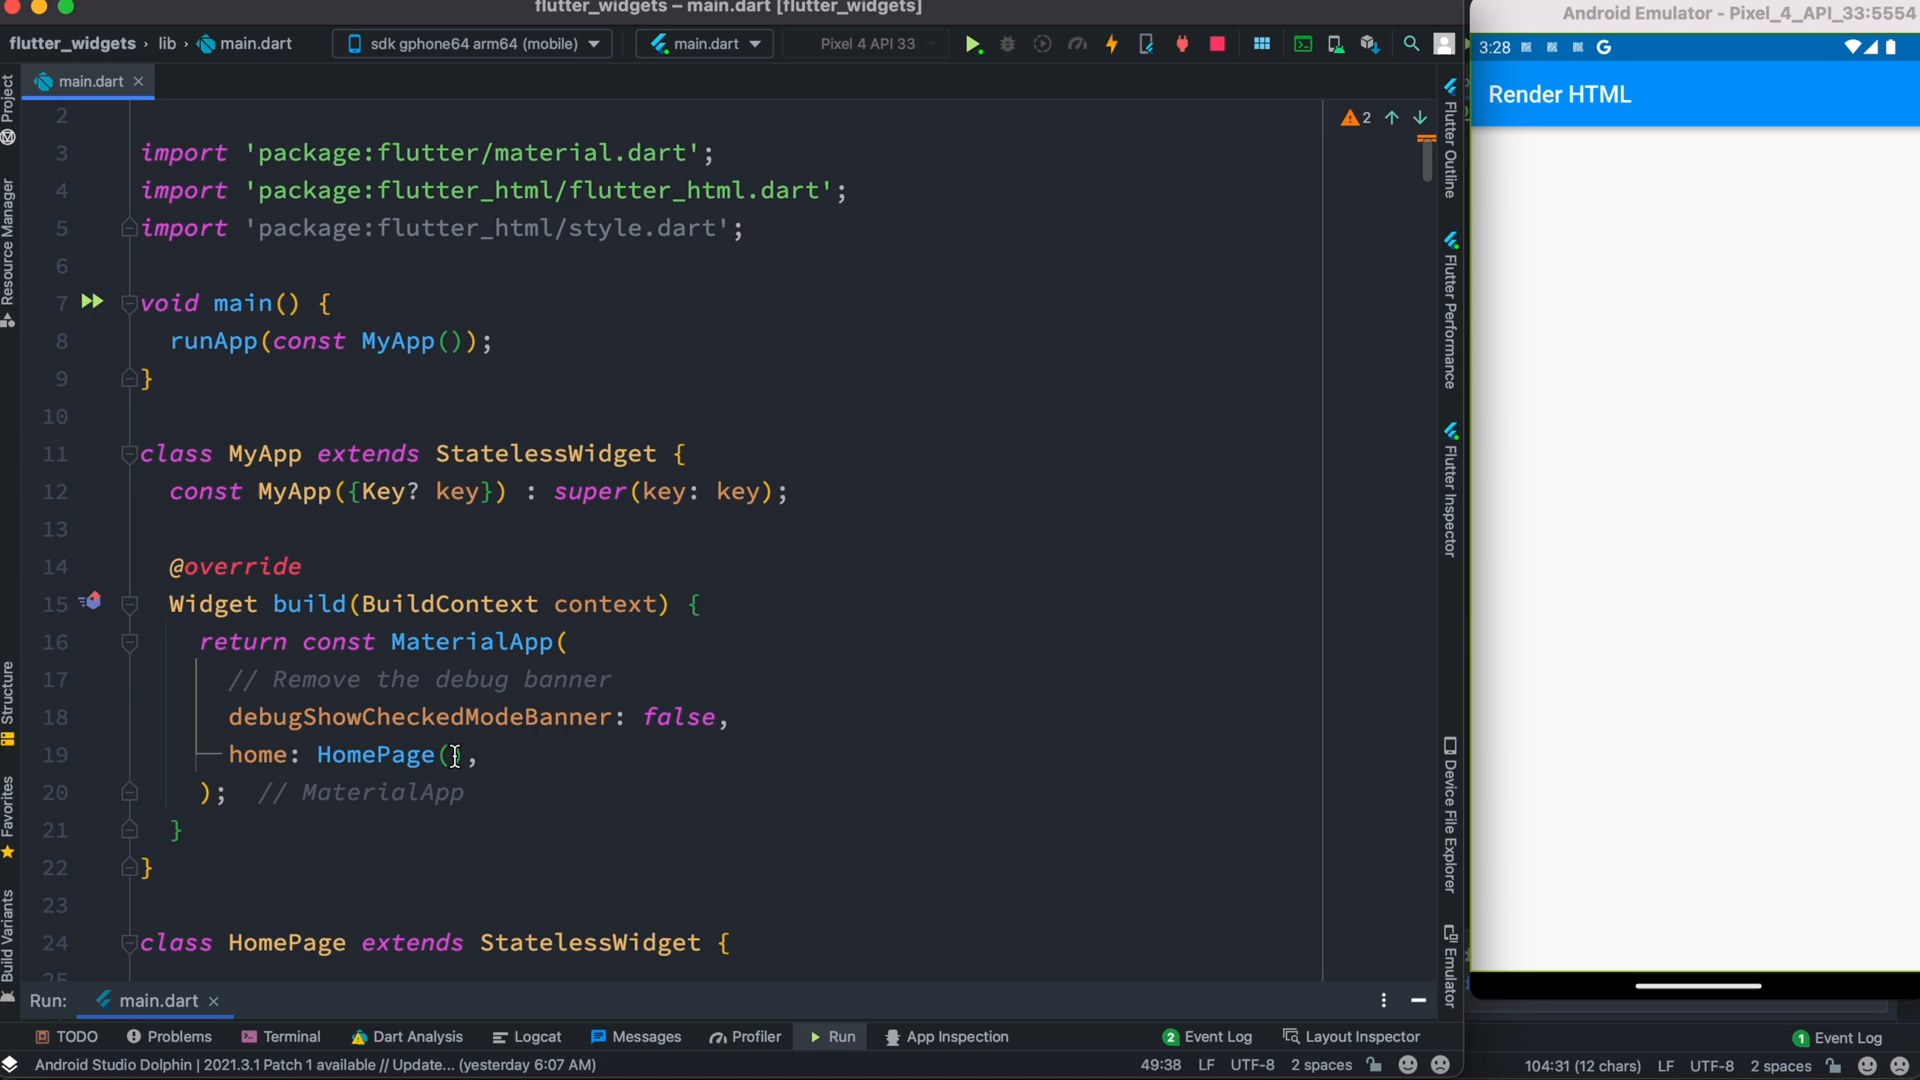 flutter_widgets – main.dart [flutter_widgets]
Android Emulator - Pixel_4_API_33:5554
flutter_widgets › lib › main.dart
sdk gphone64 arm64 (mobile)
main.dart
Pixel 4 API 33
3:28
G
main.dart
Render HTML
2
2
3 import 'package:flutter/material.dart';
4 import 'package:flutter_html/flutter_html.dart';
5 import 'package:flutter_html/style.dart';
6
7 void main() {
8 runApp(const MyApp());
9 }
10
11 class MyApp extends StatelessWidget {
12 const MyApp({Key? key}) : super(key: key);
13
14 @override
15 Widget build(BuildContext context) {
16 return const MaterialApp(
17 // Remove the debug banner
18 debugShowCheckedModeBanner: false,
19 home: HomePage(),
20 ); // MaterialApp
21 }
22 }
23
24 class HomePage extends StatelessWidget {
25
Project
Resource Manager
Structure
Favorites
Build Variants
Flutter Outline
Flutter Performance
Flutter Inspector
Device File Explorer
Emulator
Run: main.dart
TODO
Problems
Terminal
Dart Analysis
Logcat
Messages
Profiler
Run
App Inspection
2 Event Log
Layout Inspector
1 Event Log
Android Studio Dolphin | 2021.3.1 Patch 1 available // Update... (yesterday 6:07 AM)
49:38 LF UTF-8 2 spaces
104:31 (12 chars) LF UTF-8 2 spaces